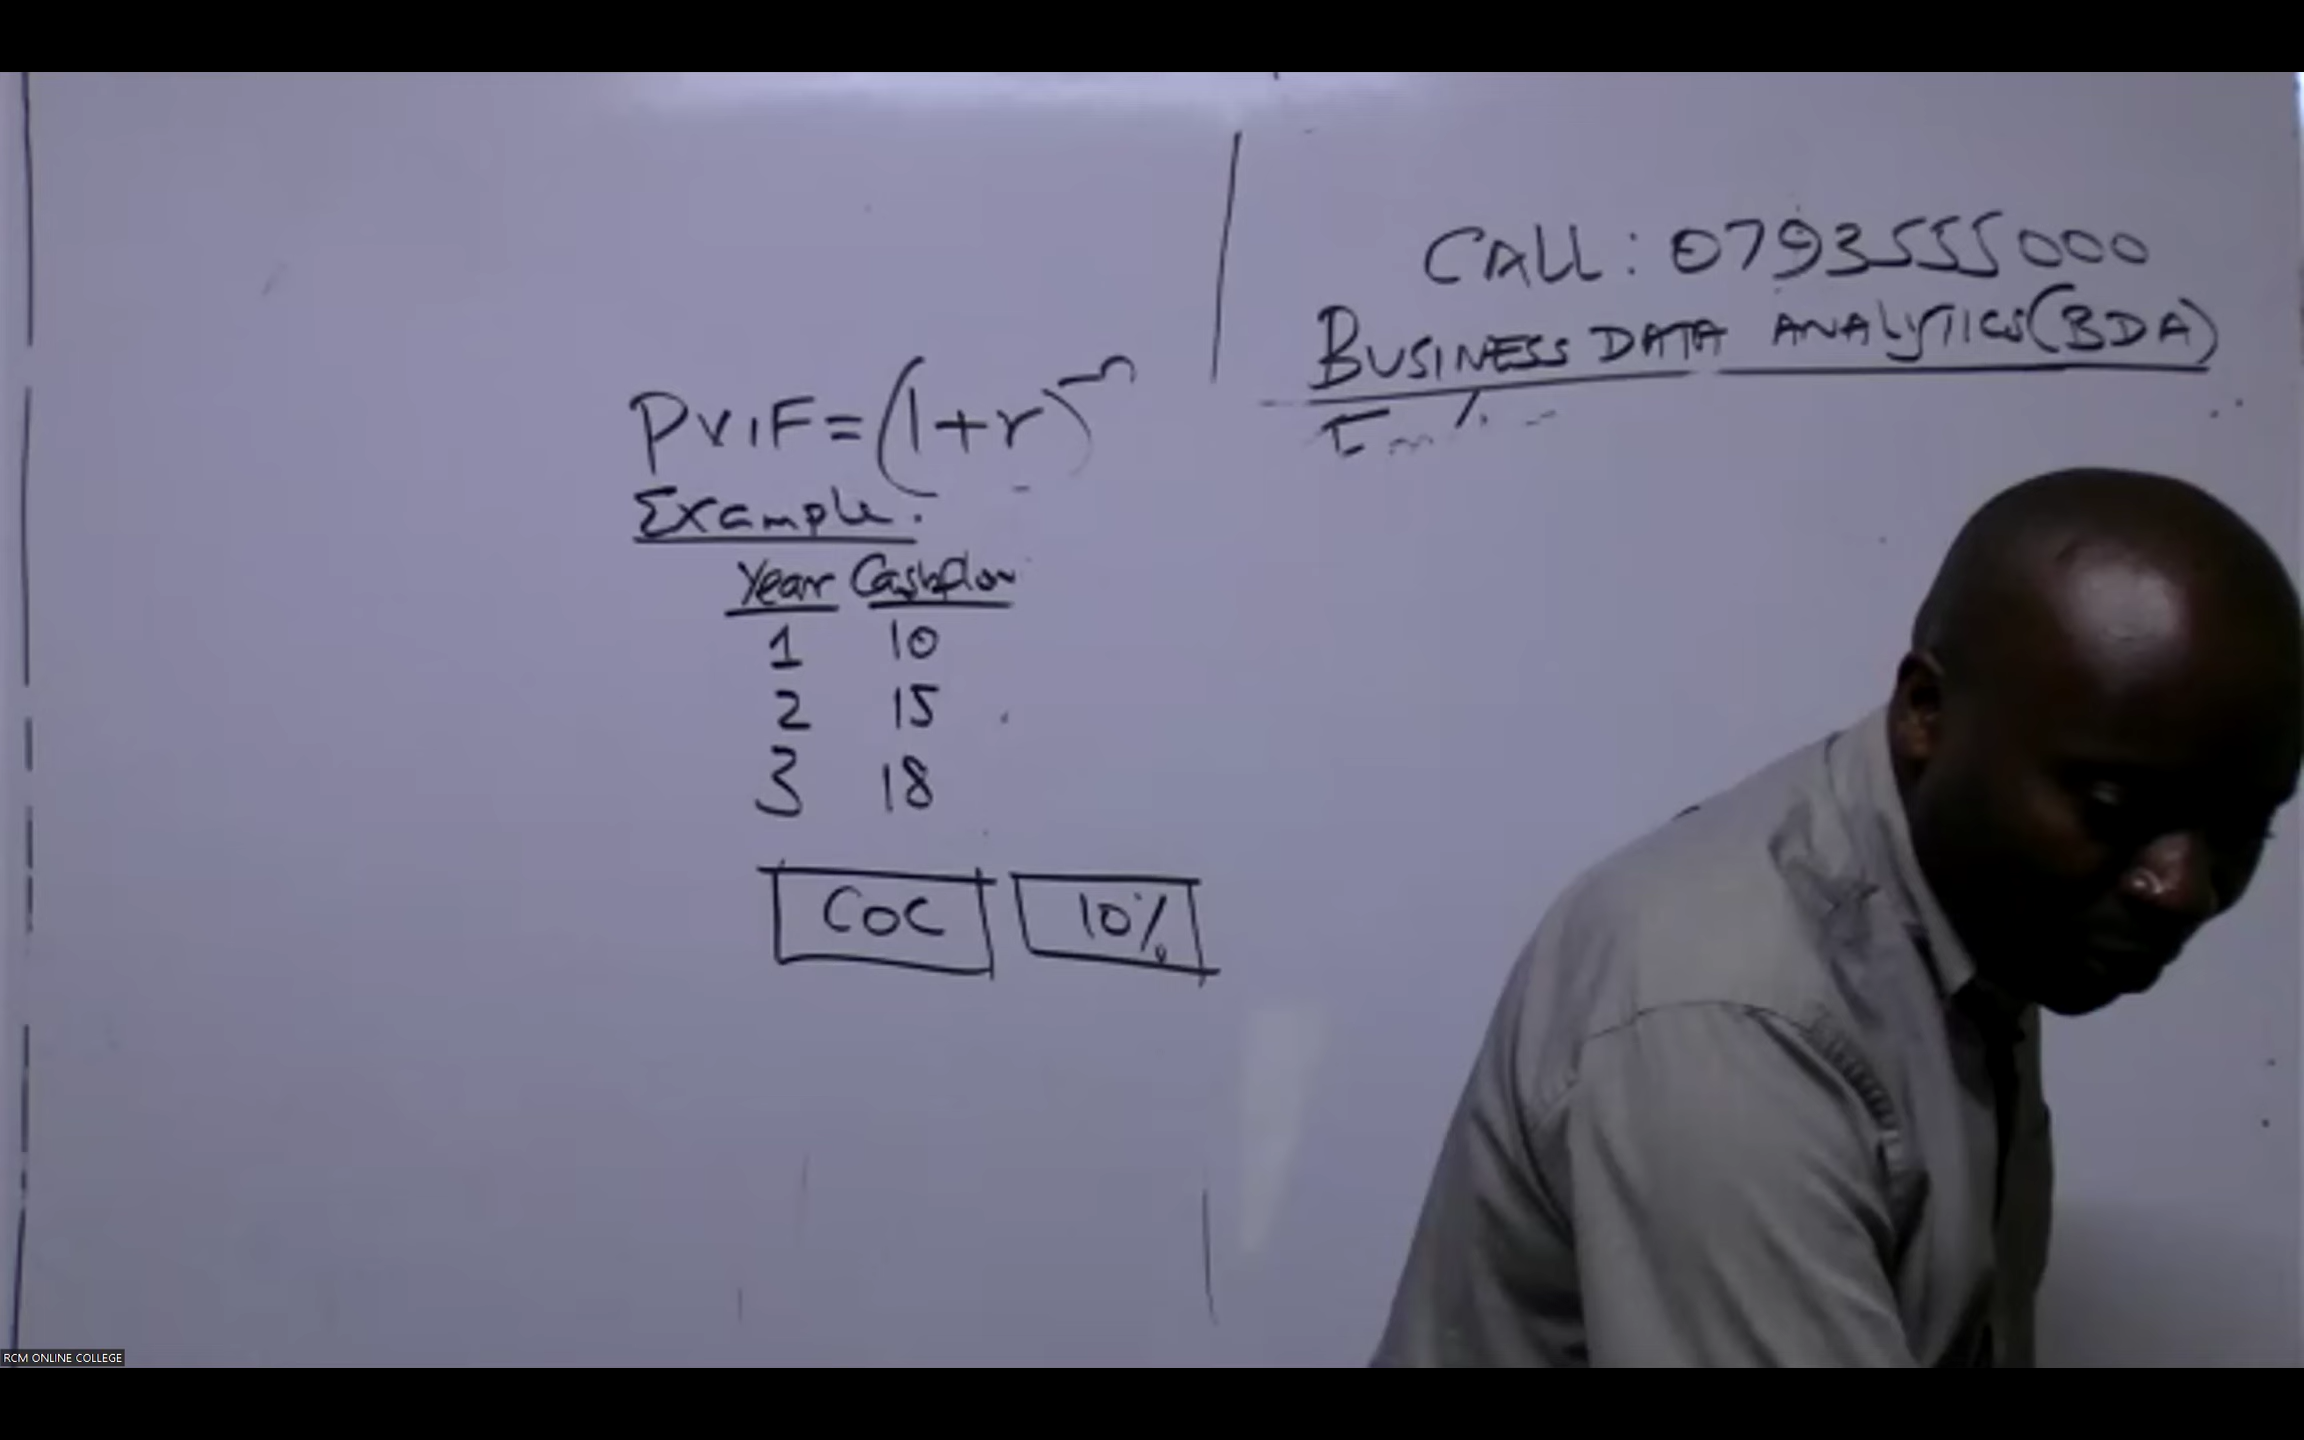 CALL: 0793555000
BUSINESS DATA ANALYTICS(BDA)
PVIF=(1+r)^-n
Example.
Year Cashflow
1 10
2 15
3 18
COC 10%
RCM ONLINE COLLEGE